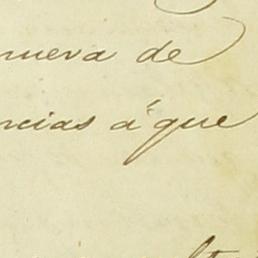 nueva de
ncias á que